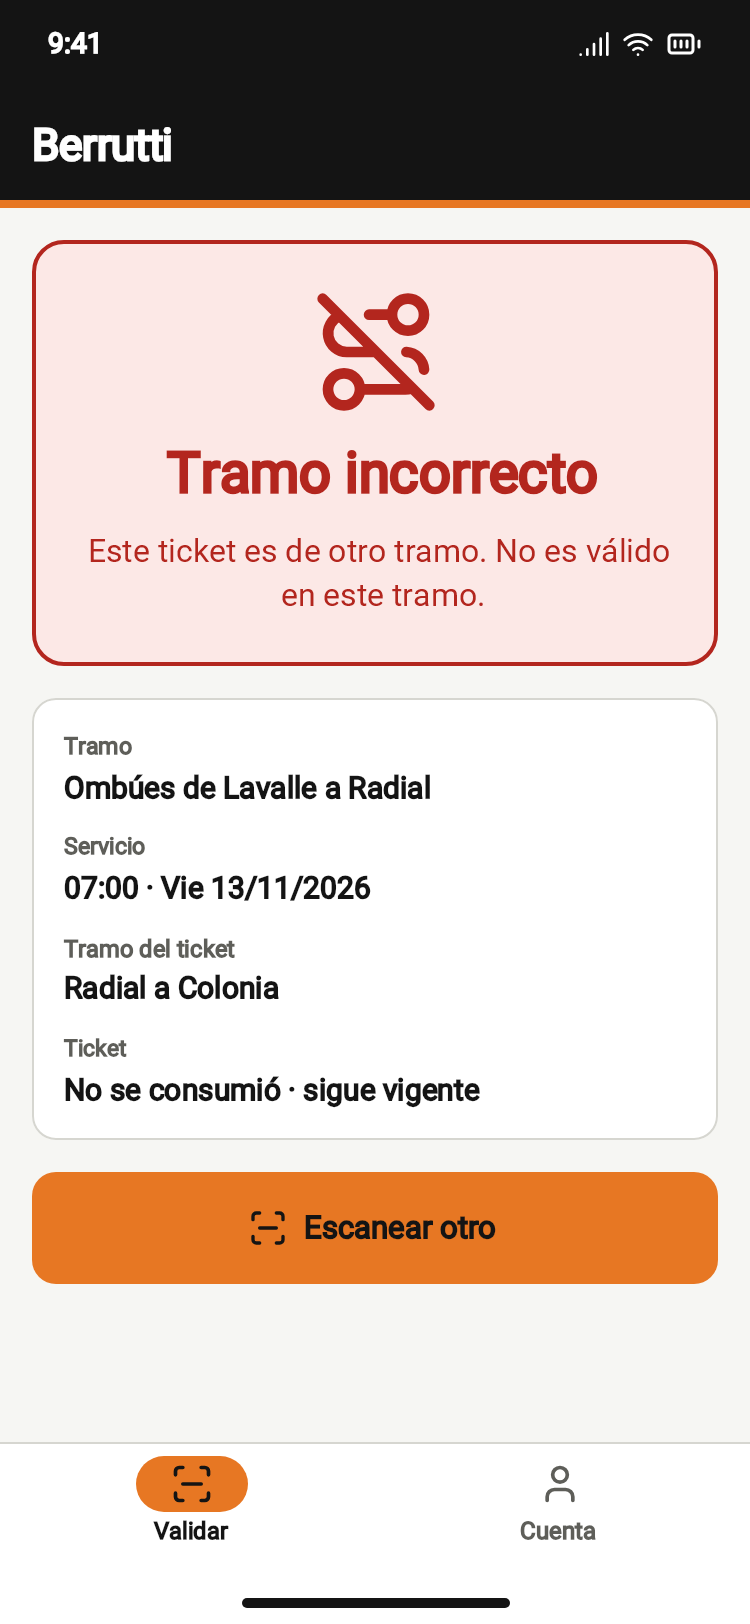 9:41
Berrutti
Tramo incorrecto
Este ticket es de otro tramo. No es válido
en este tramo.
Tramo
Ombúes de Lavalle a Radial
Servicio
07:00 · Vie 13/11/2026
Tramo del ticket
Radial a Colonia
Ticket
No se consumió · sigue vigente
Escanear otro
Validar
Cuenta